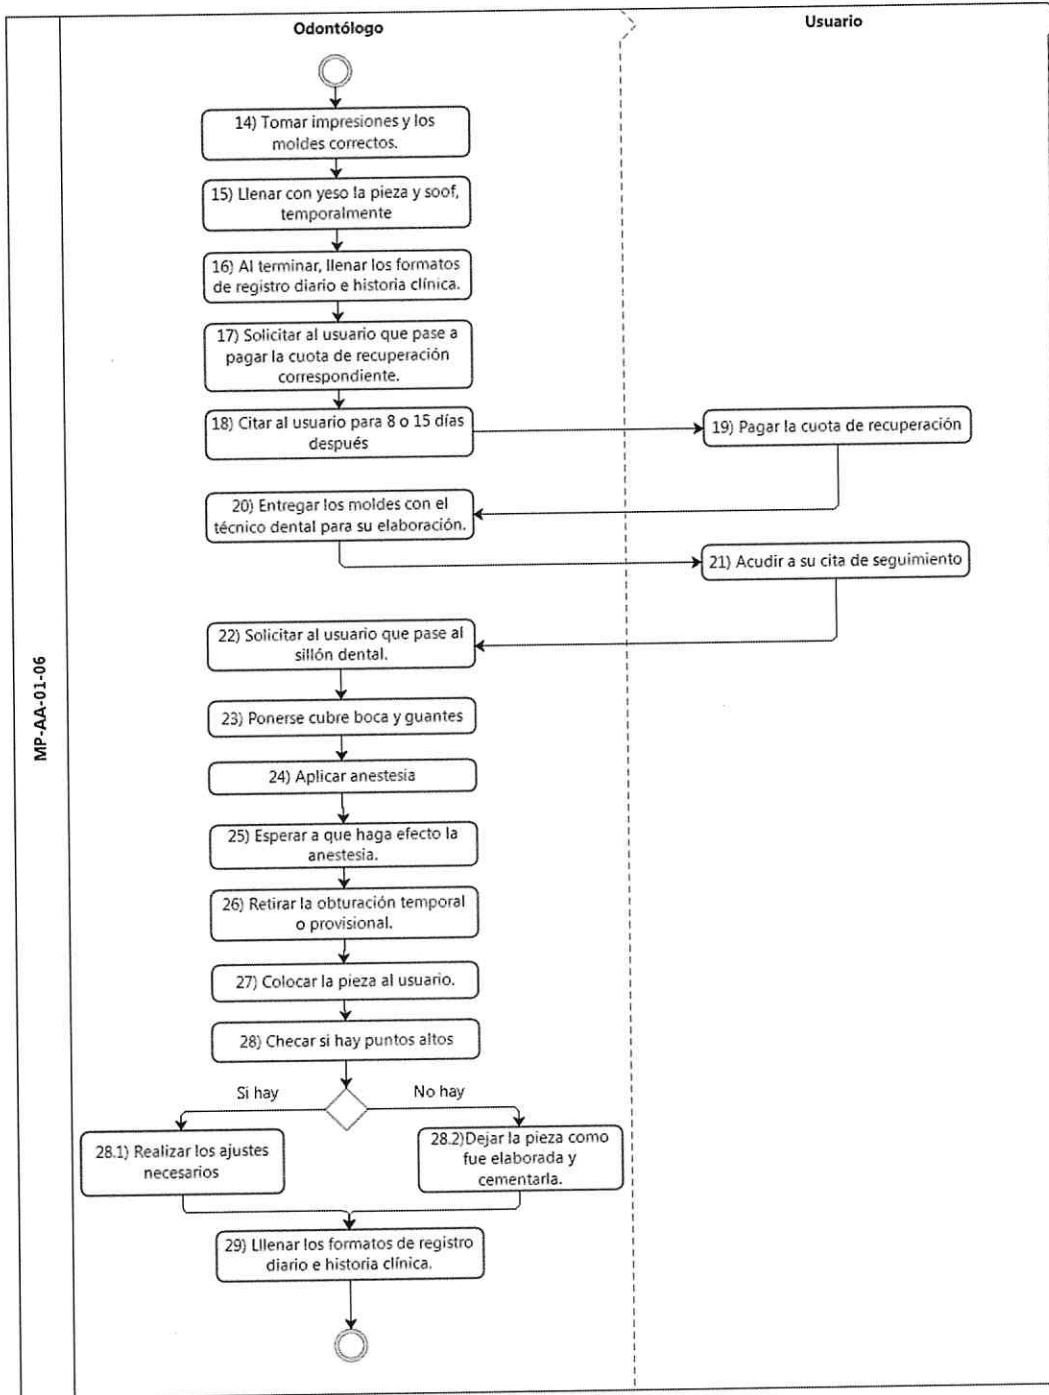 Odontólogo
Usuario
14) Tomar impresiones y los
moldes correctos.
15) Llenar con yeso la pieza y soof,
temporalmente
16) Al terminar, llenar los formatos
de registro diario e historia clínica.
17) Solicitar al usuario que pase a
pagar la cuota de recuperación
correspondiente.
18) Citar al usuario para 8 o 15 días
después
19) Pagar la cuota de recuperación
20) Entregar los moldes con el
técnico dental para su elaboración.
21) Acudir a su cita de seguimiento
22) Solicitar al usuario que pase al
sillón dental.
MP-AA-01-06
23) Ponerse cubre boca y guantes
24) Aplicar anestesia
25) Esperar a que haga efecto la
anestesia.
26) Retirar la obturación temporal
o provisional.
27) Colocar la pieza al usuario.
28) Checar si hay puntos altos
Si hay
No hay
28.1) Realizar los ajustes
necesarios
28.2)Dejar la pieza como
fue elaborada y
cementarla.
29) Lllenar los formatos de registro
diario e historia clínica.